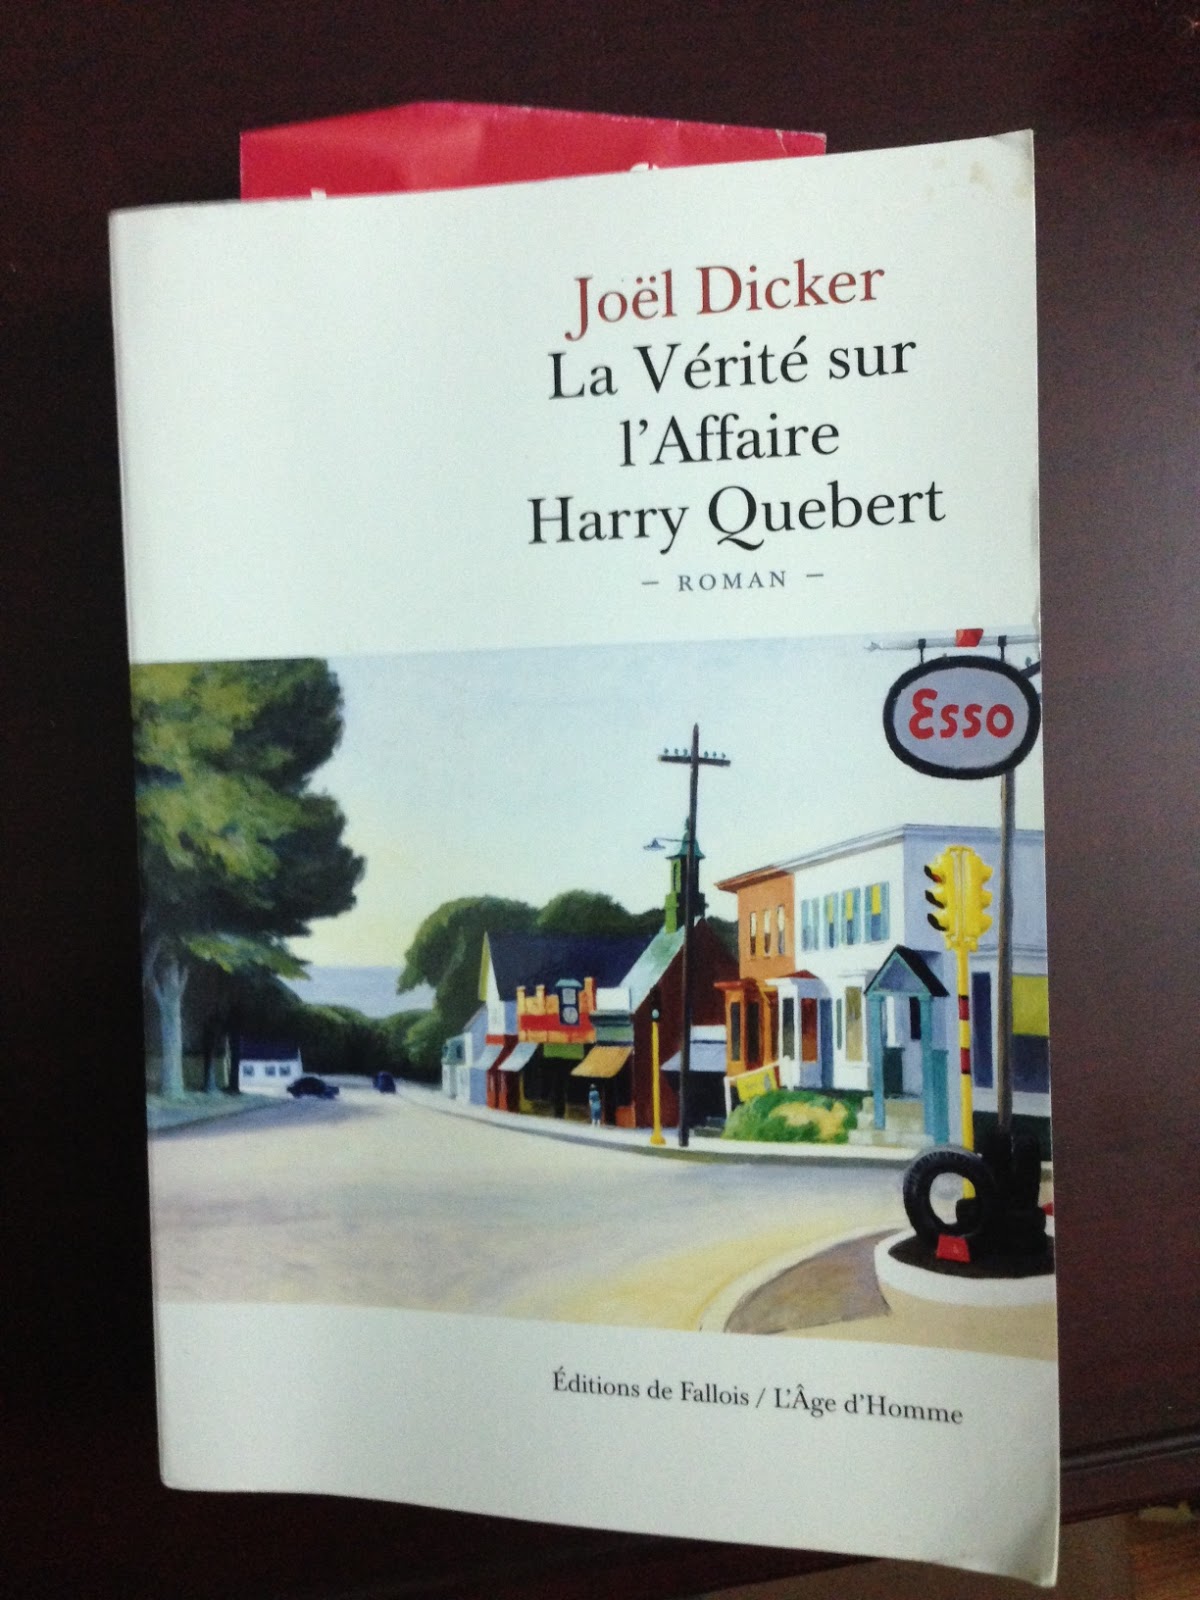 Joël Dicker
La Vérité sur
l'Affaire
Harry Quebert
– ROMAN –
Esso
Éditions de Fallois / L'Âge d'Homme